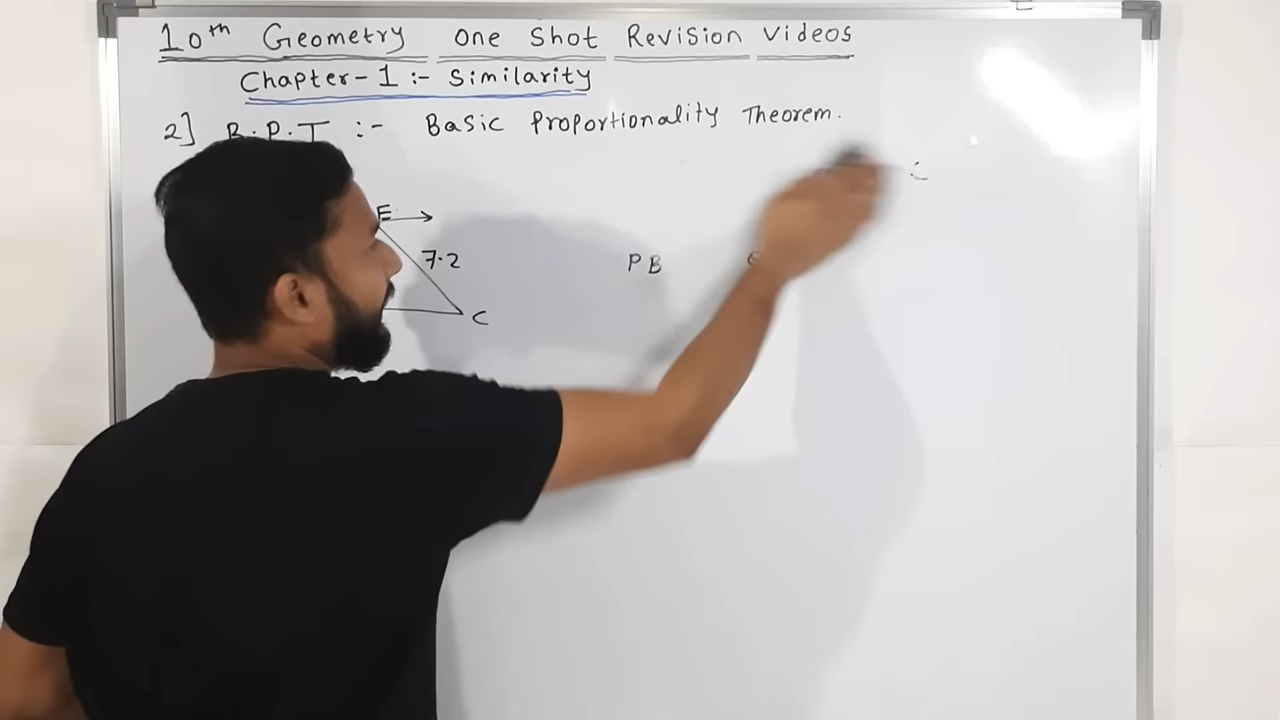 10th Geometry One Shot Revision Videos
Chapter-1 :- Similarity
2] B.P.T :- Basic Proportionality Theorem.
E
7.2
PB
C